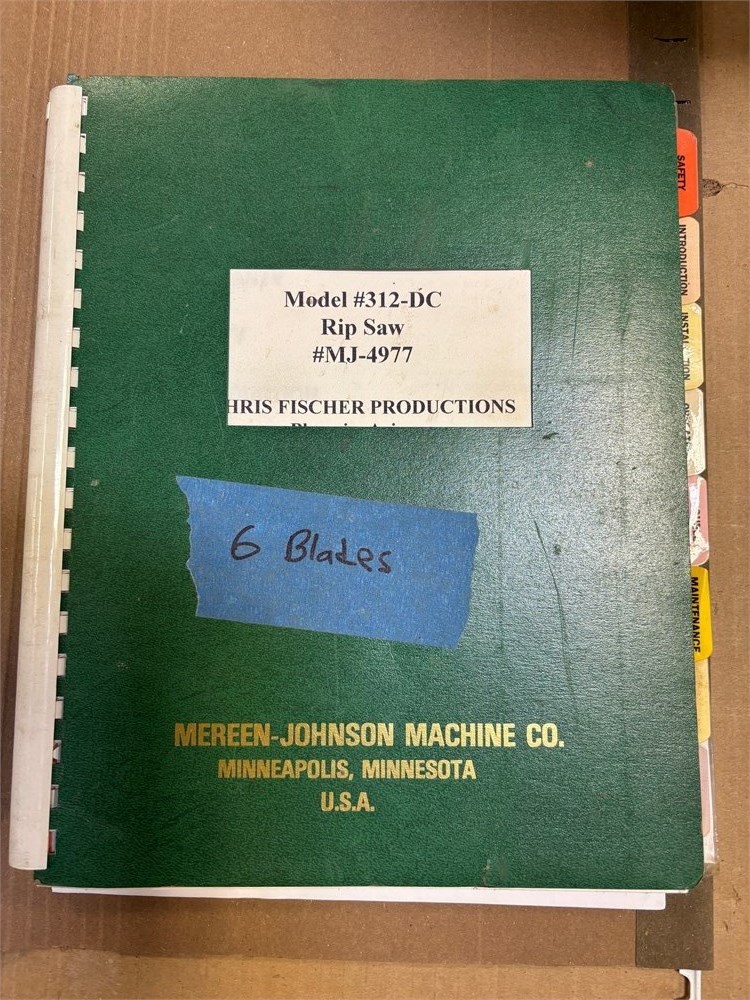 Model #312-DC
Rip Saw
#MJ-4977
HRIS FISCHER PRODUCTIONS
6 Blades
MEREEN-JOHNSON MACHINE CO.
MINNEAPOLIS, MINNESOTA
U.S.A.
SAFETY
INTRODUCTION
MAINTENANCE